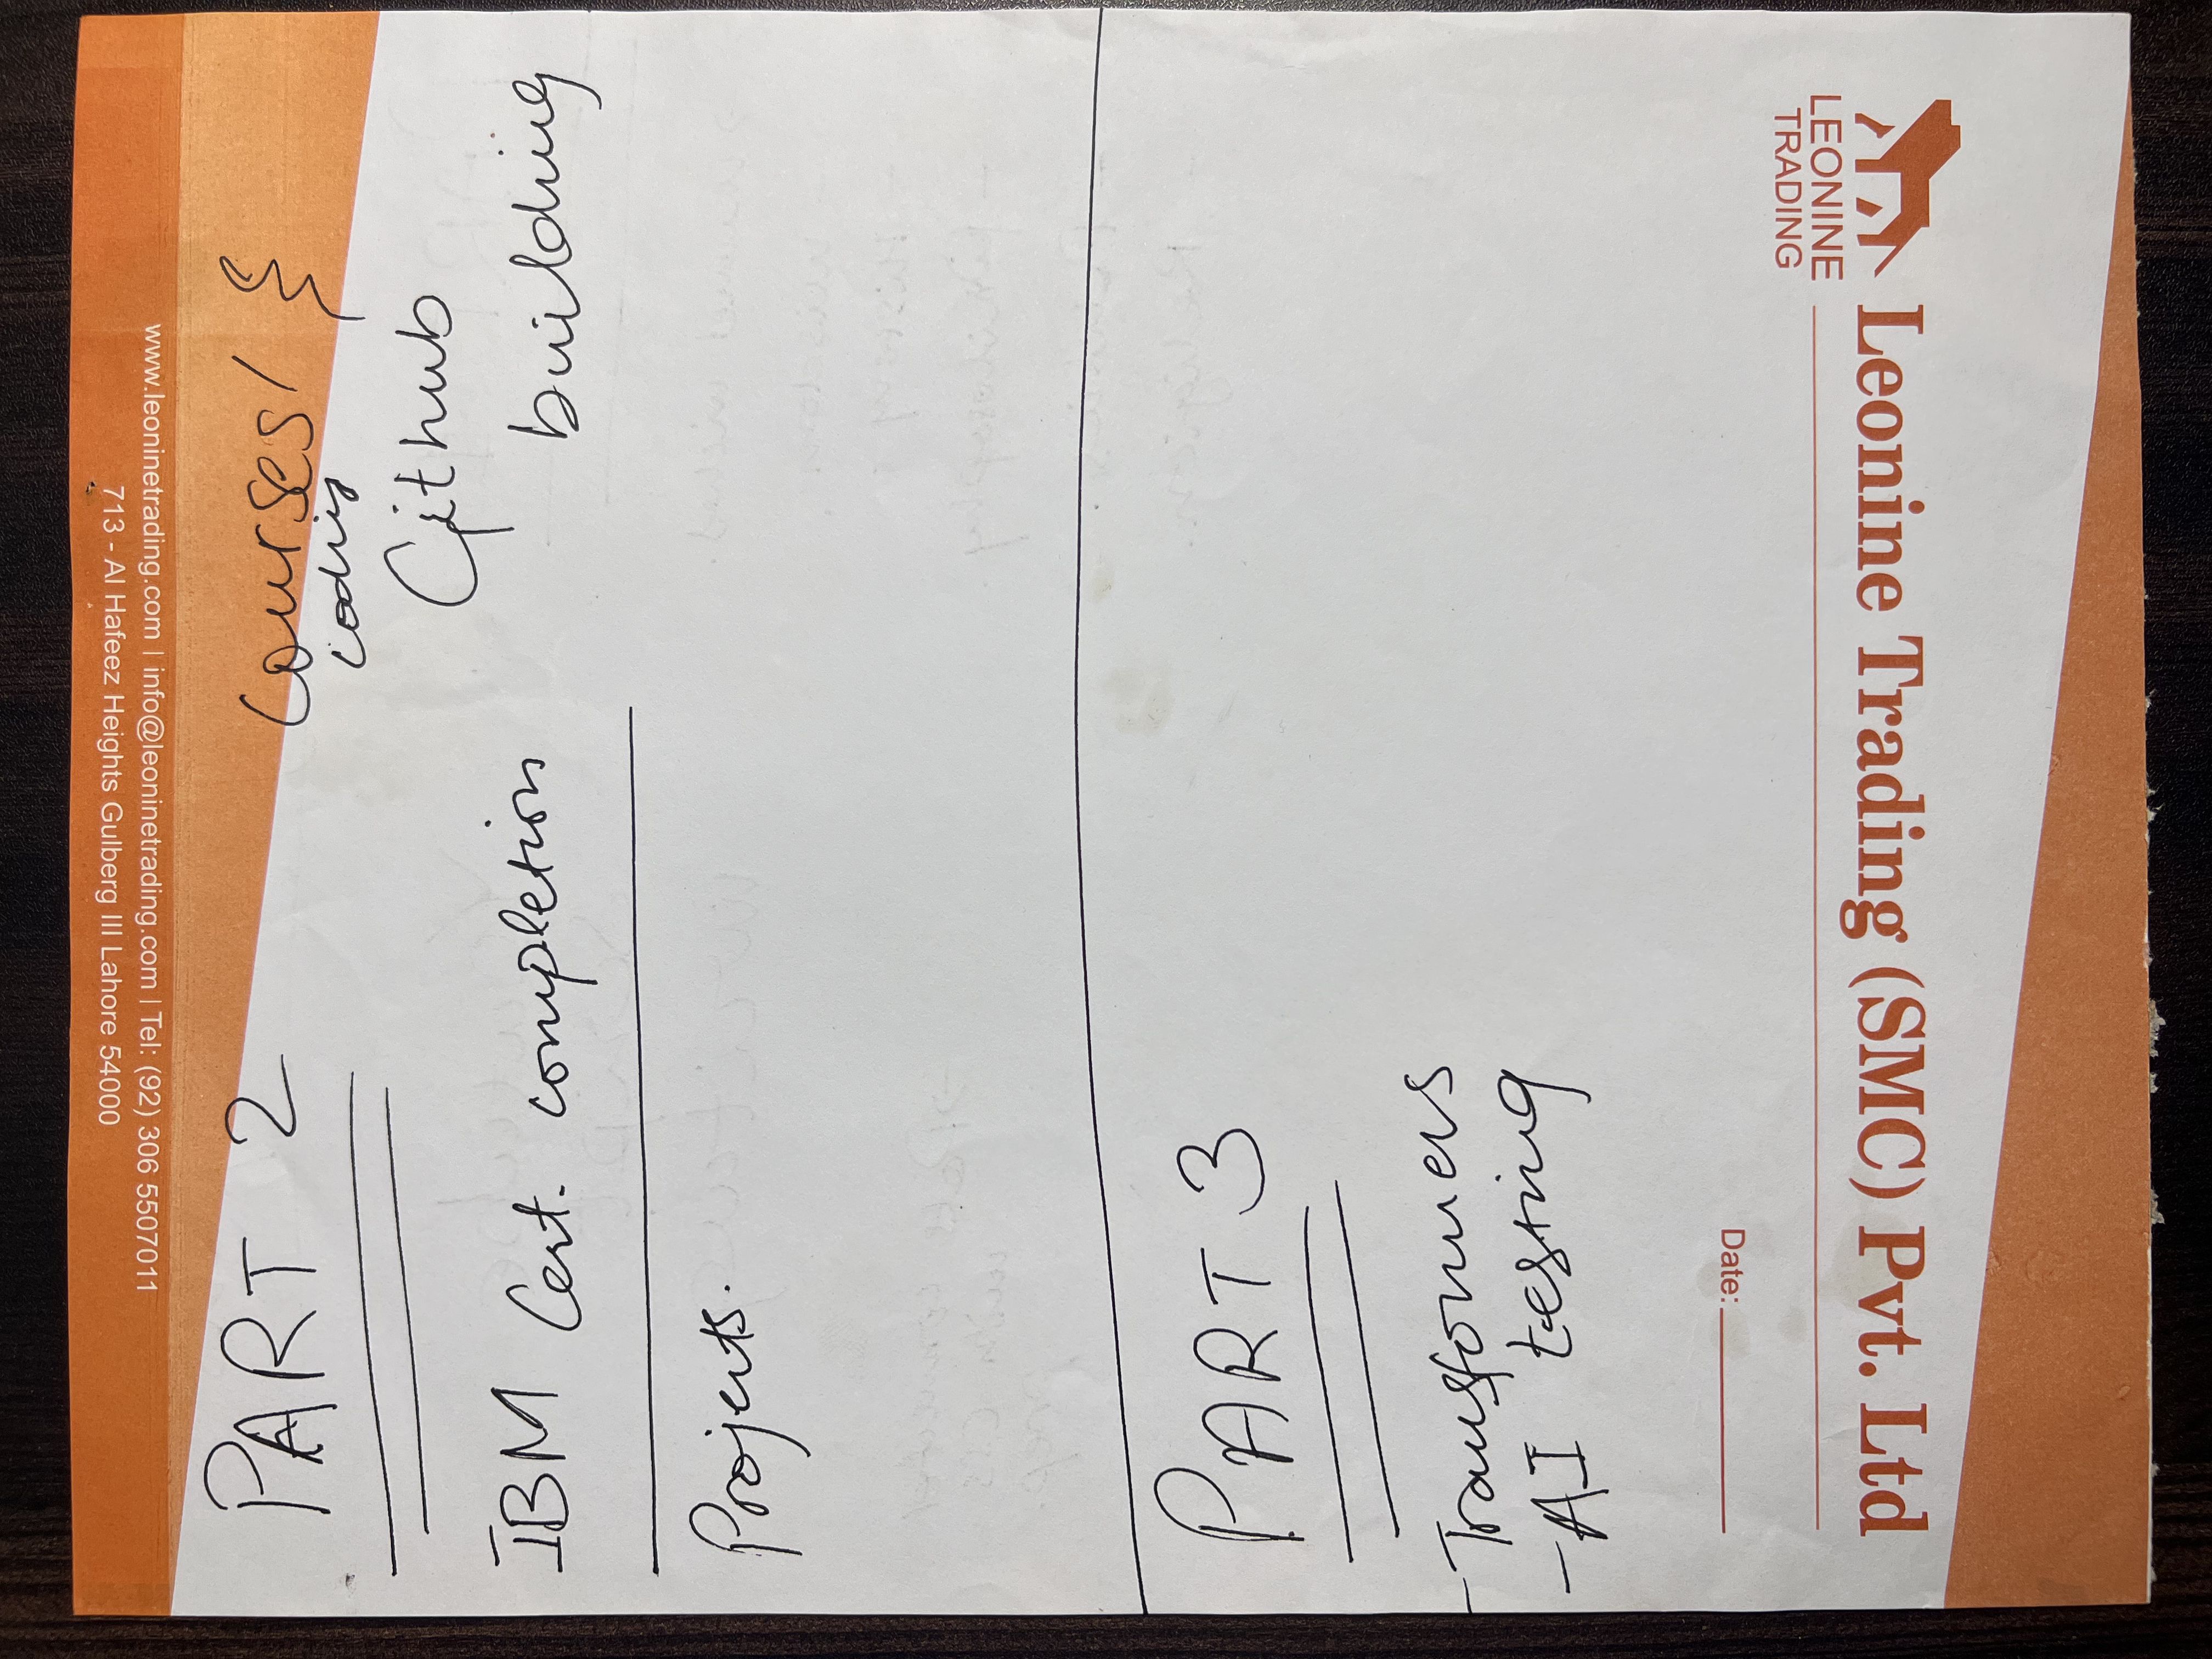 PART 2
courses / &
coding
Github
building
IBM Cert. completion
Projects.
PART 3
- Transformers
- AI testing
LEONINE
TRADING
Leonine Trading (SMC) Pvt. Ltd
Date:
www.leoninetrading.com | info@leoninetrading.com | Tel: (92) 306 5507011
713 - Al Hafeez Heights Gulberg III Lahore 54000